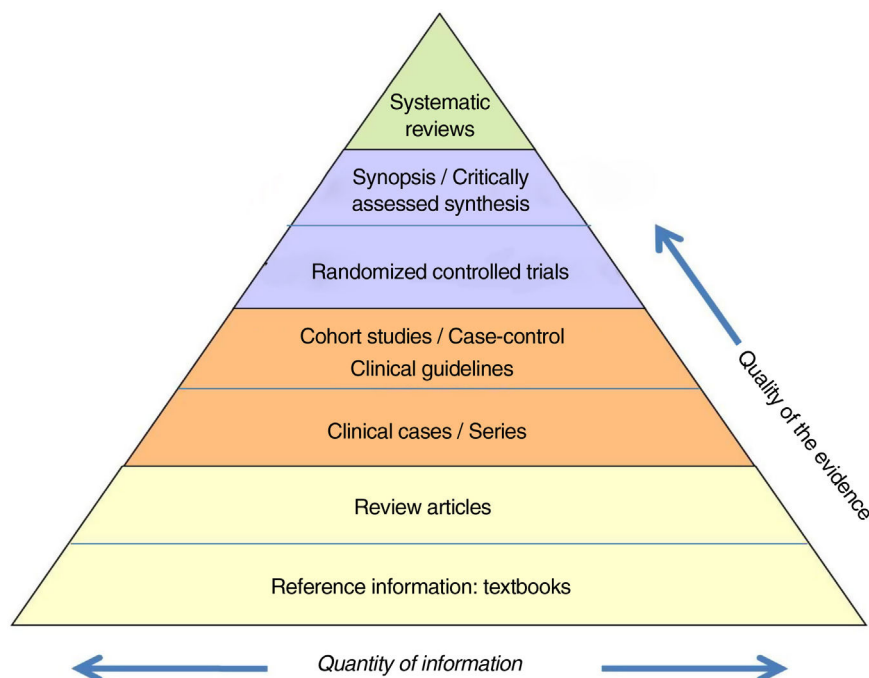 Systematic
reviews
Synopsis / Critically
assessed synthesis
Randomized controlled trials
Cohort studies / Case-control
Clinical guidelines
Clinical cases / Series
Review articles
Reference information: textbooks
Quality of the evidence
Quantity of information